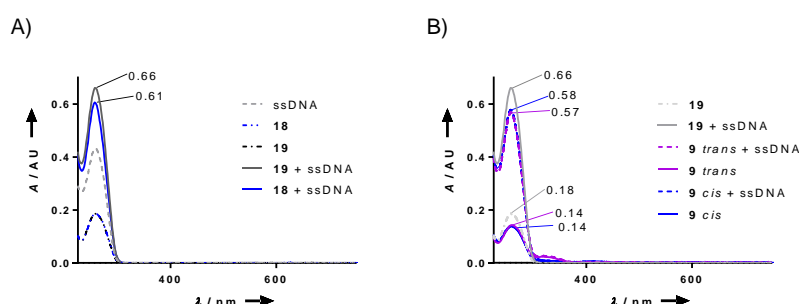 A)
0.66
0.61
0.6
0.4
0.2
0.0
A / AU
400
600
λ / nm
ssDNA
18
19
19 + ssDNA
18 + ssDNA
B)
0.66
0.58
0.57
0.18
0.14
0.14
0.6
0.4
0.2
0.0
A / AU
400
600
λ / nm
19
19 + ssDNA
9 trans + ssDNA
9 trans
9 cis + ssDNA
9 cis